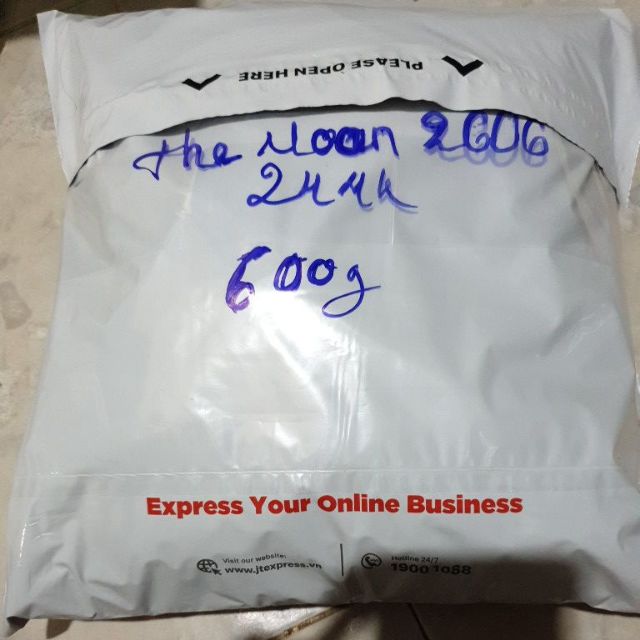 PLEASE OPEN HERE
The Moon 2606
244k
600g
Express Your Online Business
Visit our website:
www.jtexpress.vn
Hotline 24/7
1900 1088